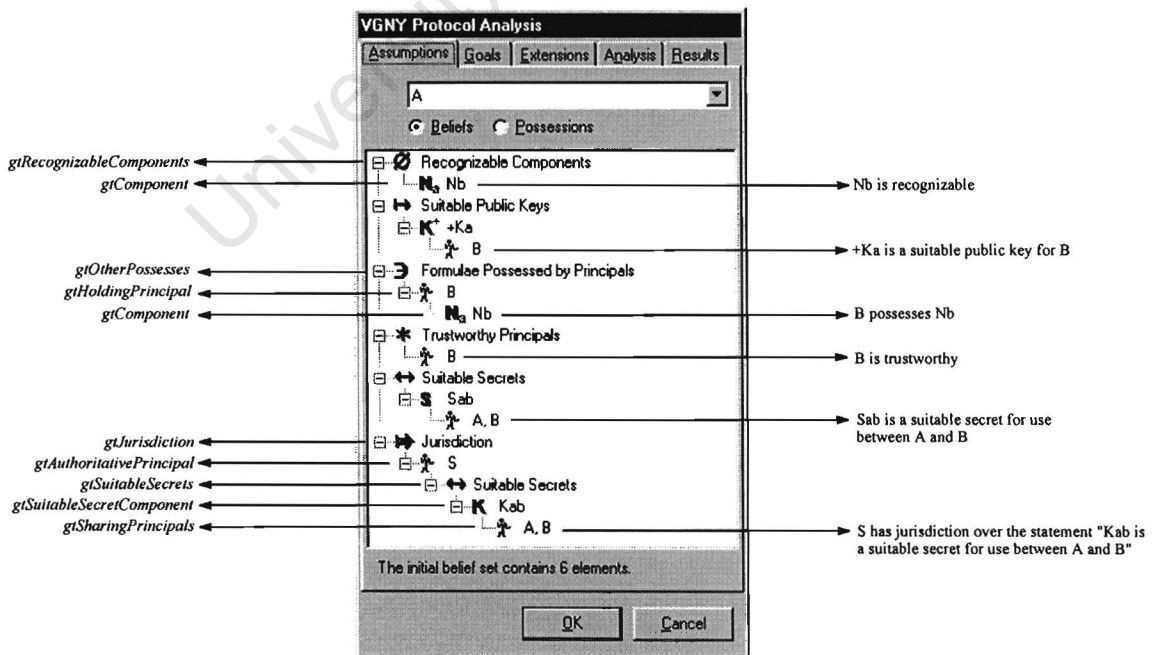 University
VGNY Protocol Analysis
Assumptions Goals Extensions Analysis Results
A
Beliefs Possessions
gtRecognizableComponents
Recognizable Components
gtComponent
Na Nb
Nb is recognizable
Suitable Public Keys
K+ +Ka
B
+Ka is a suitable public key for B
gtOtherPossesses
Formulae Possessed by Principals
gtHoldingPrincipal
B
gtComponent
Na Nb
B possesses Nb
Trustworthy Principals
B
B is trustworthy
Suitable Secrets
S Sab
A, B
Sab is a suitable secret for use
between A and B
gtJurisdiction
Jurisdiction
gtAuthoritativePrincipal
S
gtSuitableSecrets
Suitable Secrets
gtSuitableSecretComponent
K Kab
gtSharingPrincipals
A, B
S has jurisdiction over the statement "Kab is
a suitable secret for use between A and B"
The initial belief set contains 6 elements.
OK Cancel